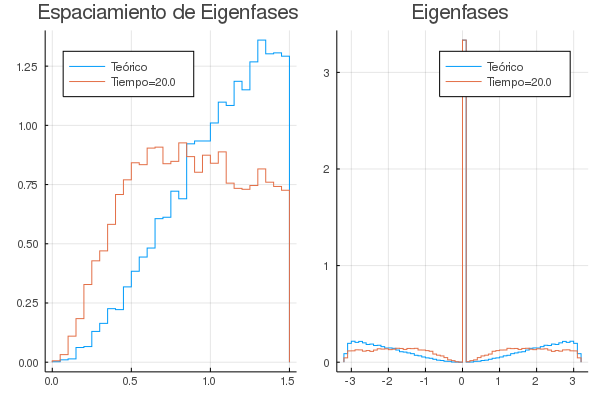 Espaciamiento de Eigenfases
Teórico
Tiempo=20.0
1.25
1.00
0.75
0.50
0.25
0.00
0.0 0.5 1.0 1.5
Eigenfases
Teórico
Tiempo=20.0
3
2
1
0
-3 -2 -1 0 1 2 3